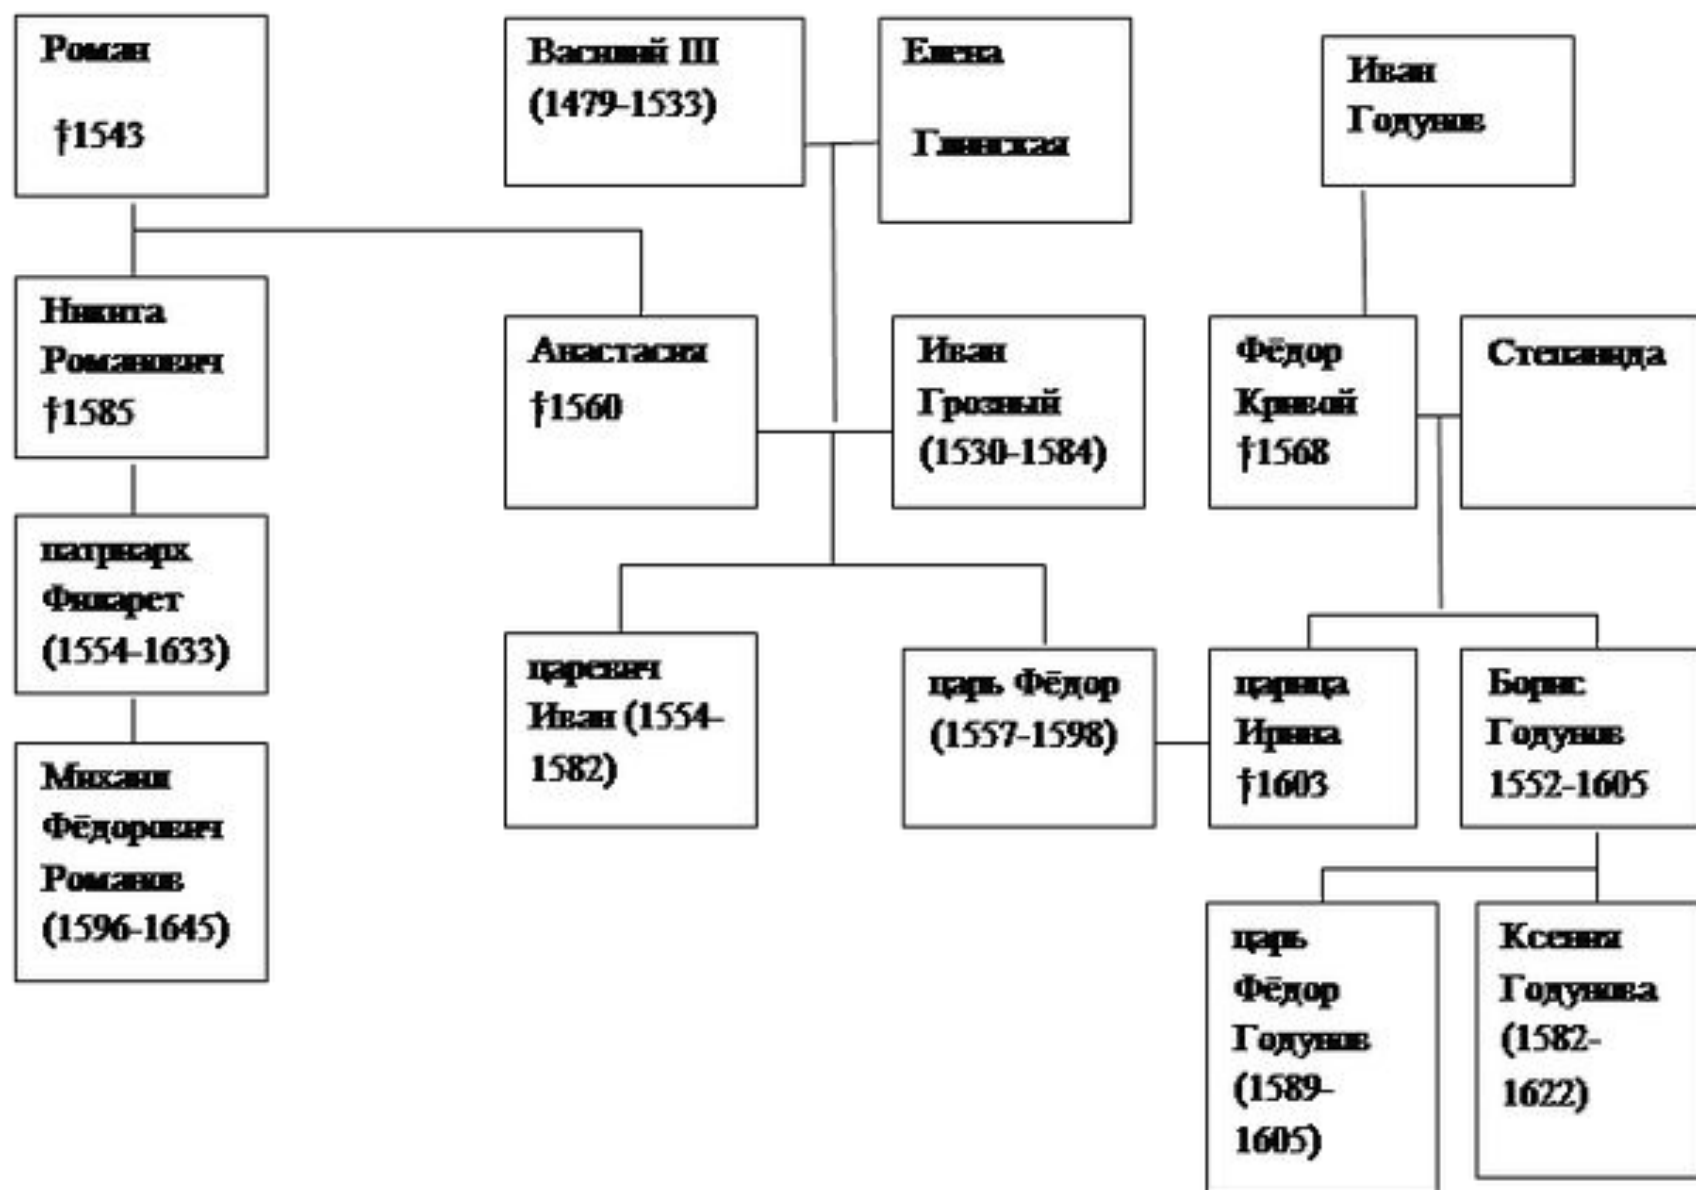 Роман
†1543
Василий III
(1479-1533)
Елена
Глинская
Иван
Годунов
Никита
Романович
†1585
Анастасия
†1560
Иван
Грозный
(1530-1584)
Фёдор
Кривой
†1568
Степанида
патриарх
Филарет
(1554-1633)
царевич
Иван (1554-
1582)
царь Фёдор
(1557-1598)
царица
Ирина
†1603
Борис
Годунов
1552-1605
Михаил
Фёдорович
Романов
(1596-1645)
царь
Фёдор
Годунов
(1589-
1605)
Ксения
Годунова
(1582-
1622)